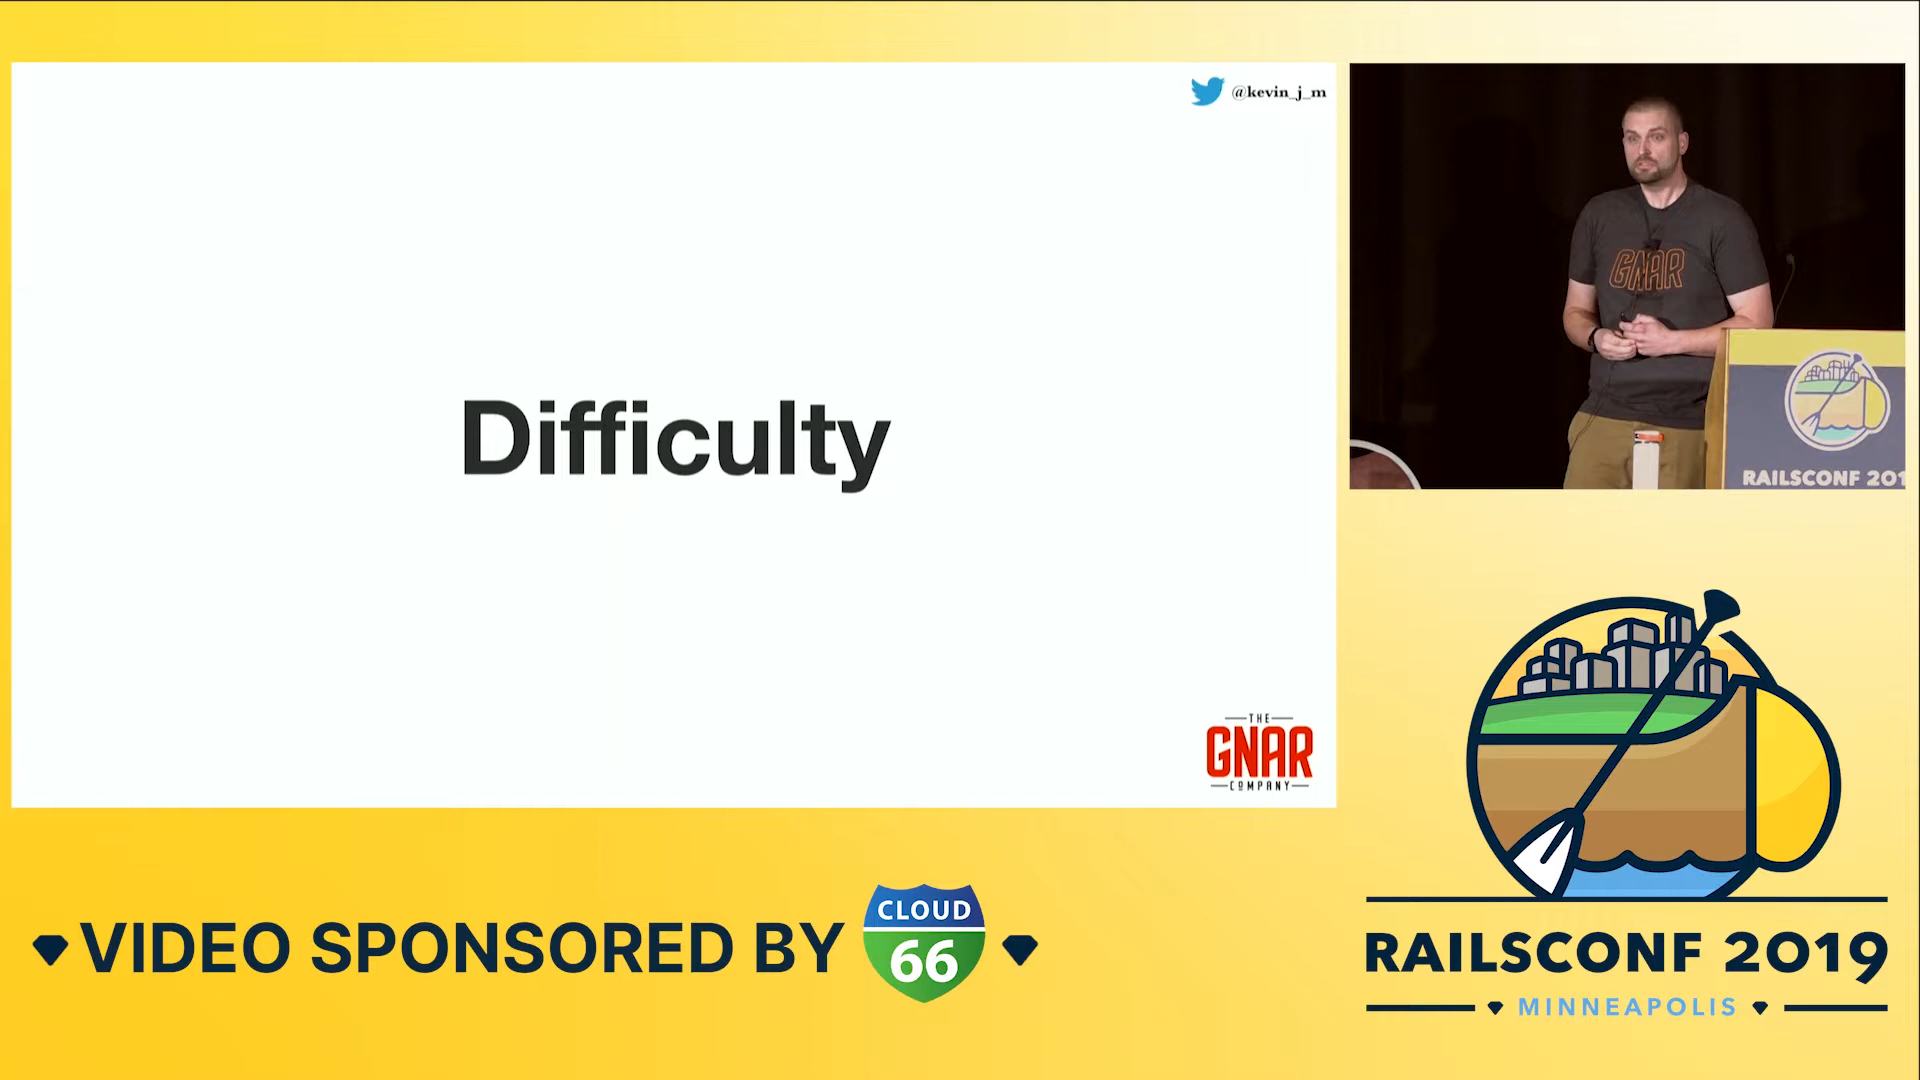 @kevin_j_m
Difficulty
THE
GNAR
COMPANY
GNAR
RAILSCONF 201
VIDEO SPONSORED BY
CLOUD
66
RAILSCONF 2019
MINNEAPOLIS